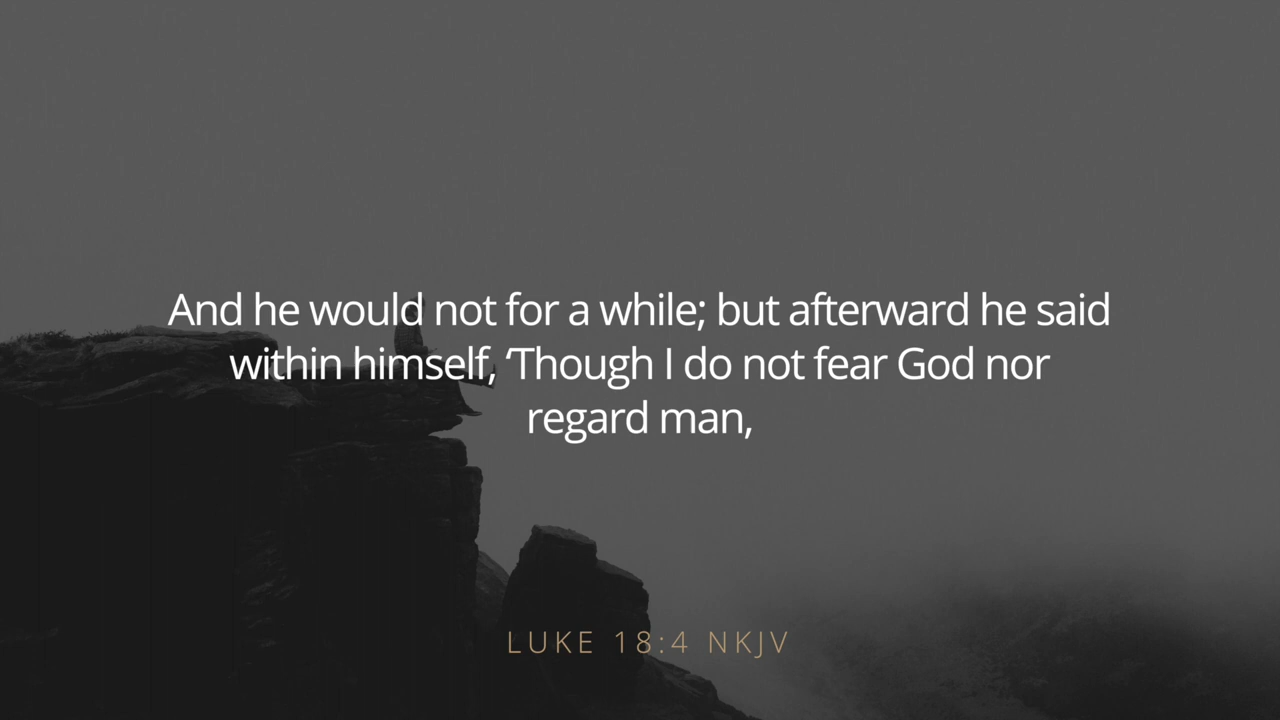 And he would not for a while; but afterward he said
within himself, ‘Though I do not fear God nor
regard man,
LUKE 18:4 NKJV